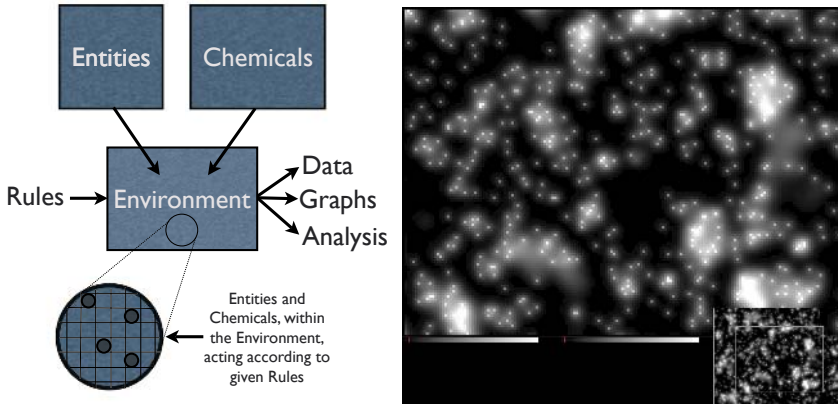 Entities
Chemicals
Rules
Environment
Data
Graphs
Analysis
Entities and
Chemicals, within
the Environment,
acting according to
given Rules